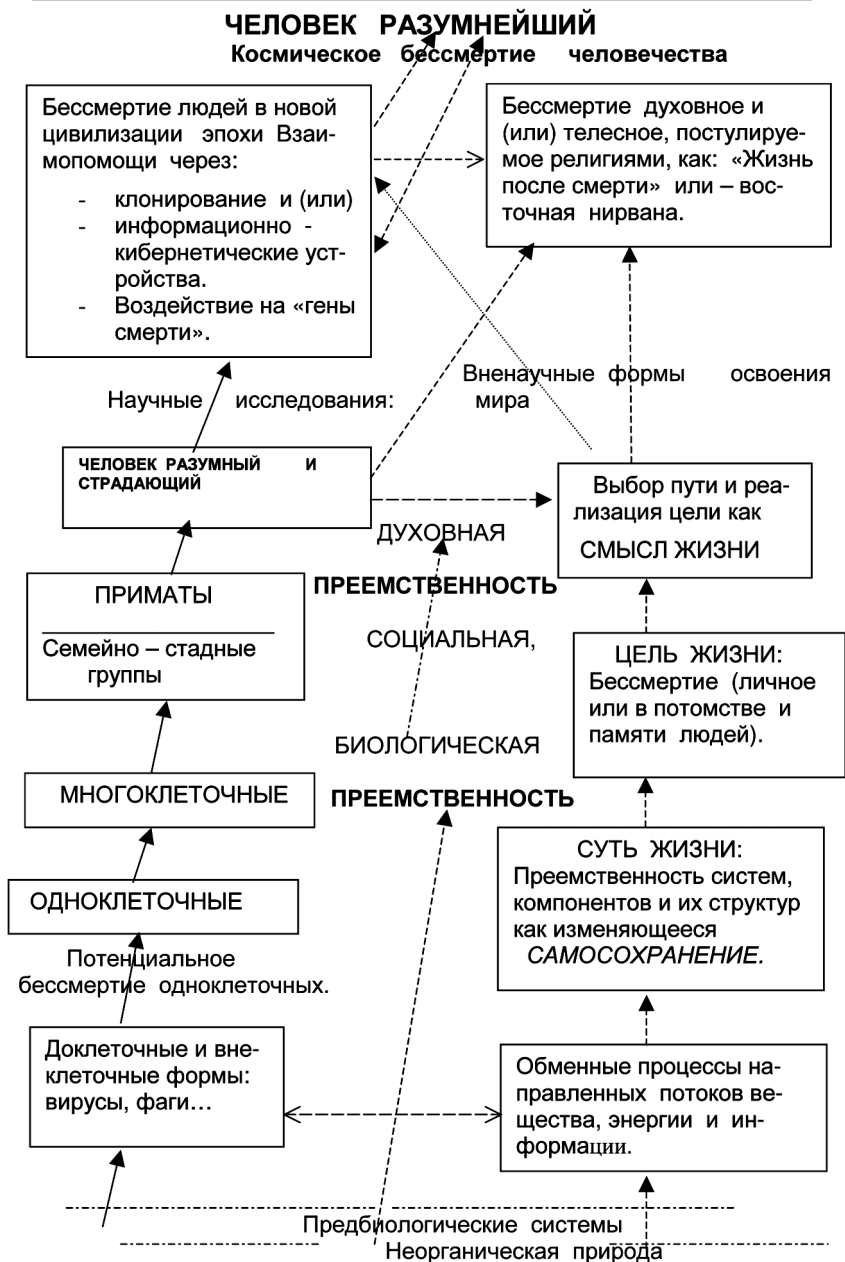 ЧЕЛОВЕК РАЗУМНЕЙШИЙ
Космическое бессмертие человечества
Бессмертие людей в новой
цивилизации эпохи Взаи-
мопомощи через:
- клонирование и (или)
- информационно -
кибернетические уст-
ройства.
- Воздействие на «гены
смерти».
Бессмертие духовное и
(или) телесное, постулируе-
мое религиями, как: «Жизнь
после смерти» или – вос-
точная нирвана.
Научные исследования:
Вненаучные формы освоения
мира
ЧЕЛОВЕК РАЗУМНЫЙ И
СТРАДАЮЩИЙ
Выбор пути и реа-
лизация цели как
СМЫСЛ ЖИЗНИ
ДУХОВНАЯ
ПРЕЕМСТВЕННОСТЬ
СОЦИАЛЬНАЯ,
БИОЛОГИЧЕСКАЯ
ПРЕЕМСТВЕННОСТЬ
ПРИМАТЫ
Семейно – стадные
группы
ЦЕЛЬ ЖИЗНИ:
Бессмертие (личное
или в потомстве и
памяти людей).
МНОГОКЛЕТОЧНЫЕ
СУТЬ ЖИЗНИ:
Преемственность систем,
компонентов и их структур
как изменяющееся
САМОСОХРАНЕНИЕ.
ОДНОКЛЕТОЧНЫЕ
Потенциальное
бессмертие одноклеточных.
Доклеточные и вне-
клеточные формы:
вирусы, фаги…
Обменные процессы на-
правленных потоков ве-
щества, энергии и ин-
формации.
Предбиологические системы
Неорганическая природа